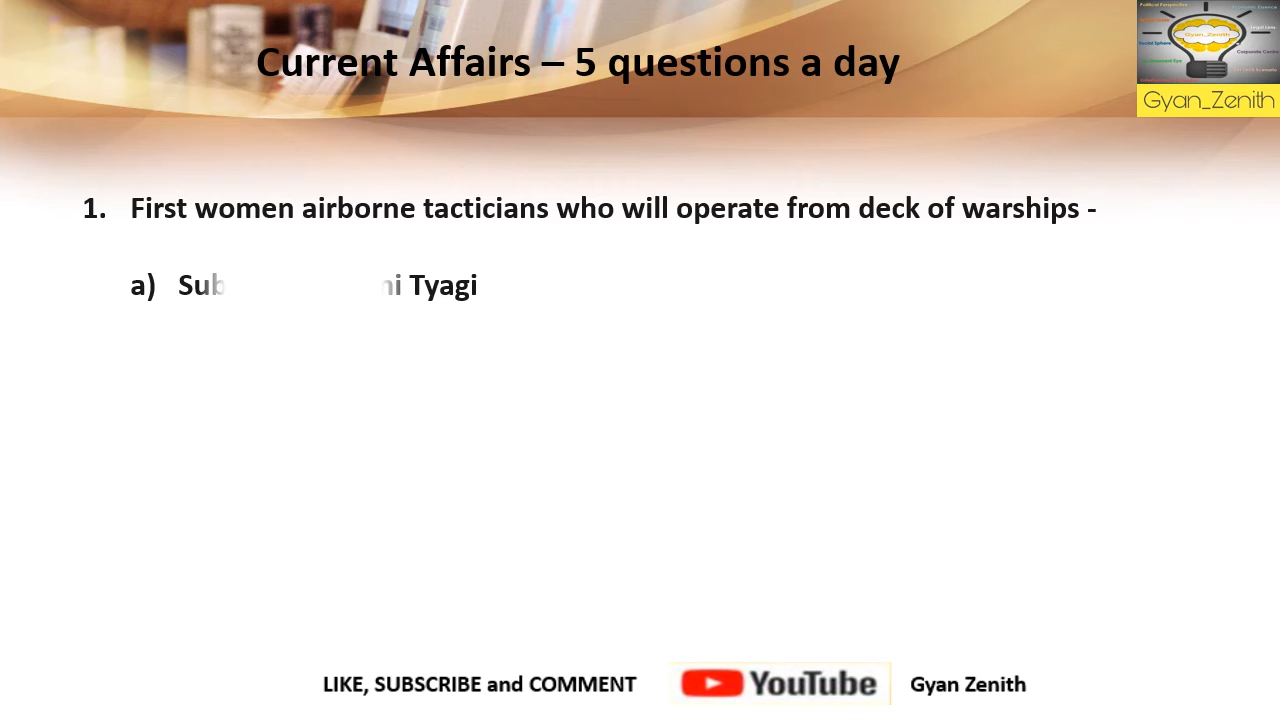 Current Affairs – 5 questions a day
Gyan_Zenith
Gyan_Zenith
1. First women airborne tacticians who will operate from deck of warships -
a) Tyagi
LIKE, SUBSCRIBE and COMMENT YouTube Gyan Zenith